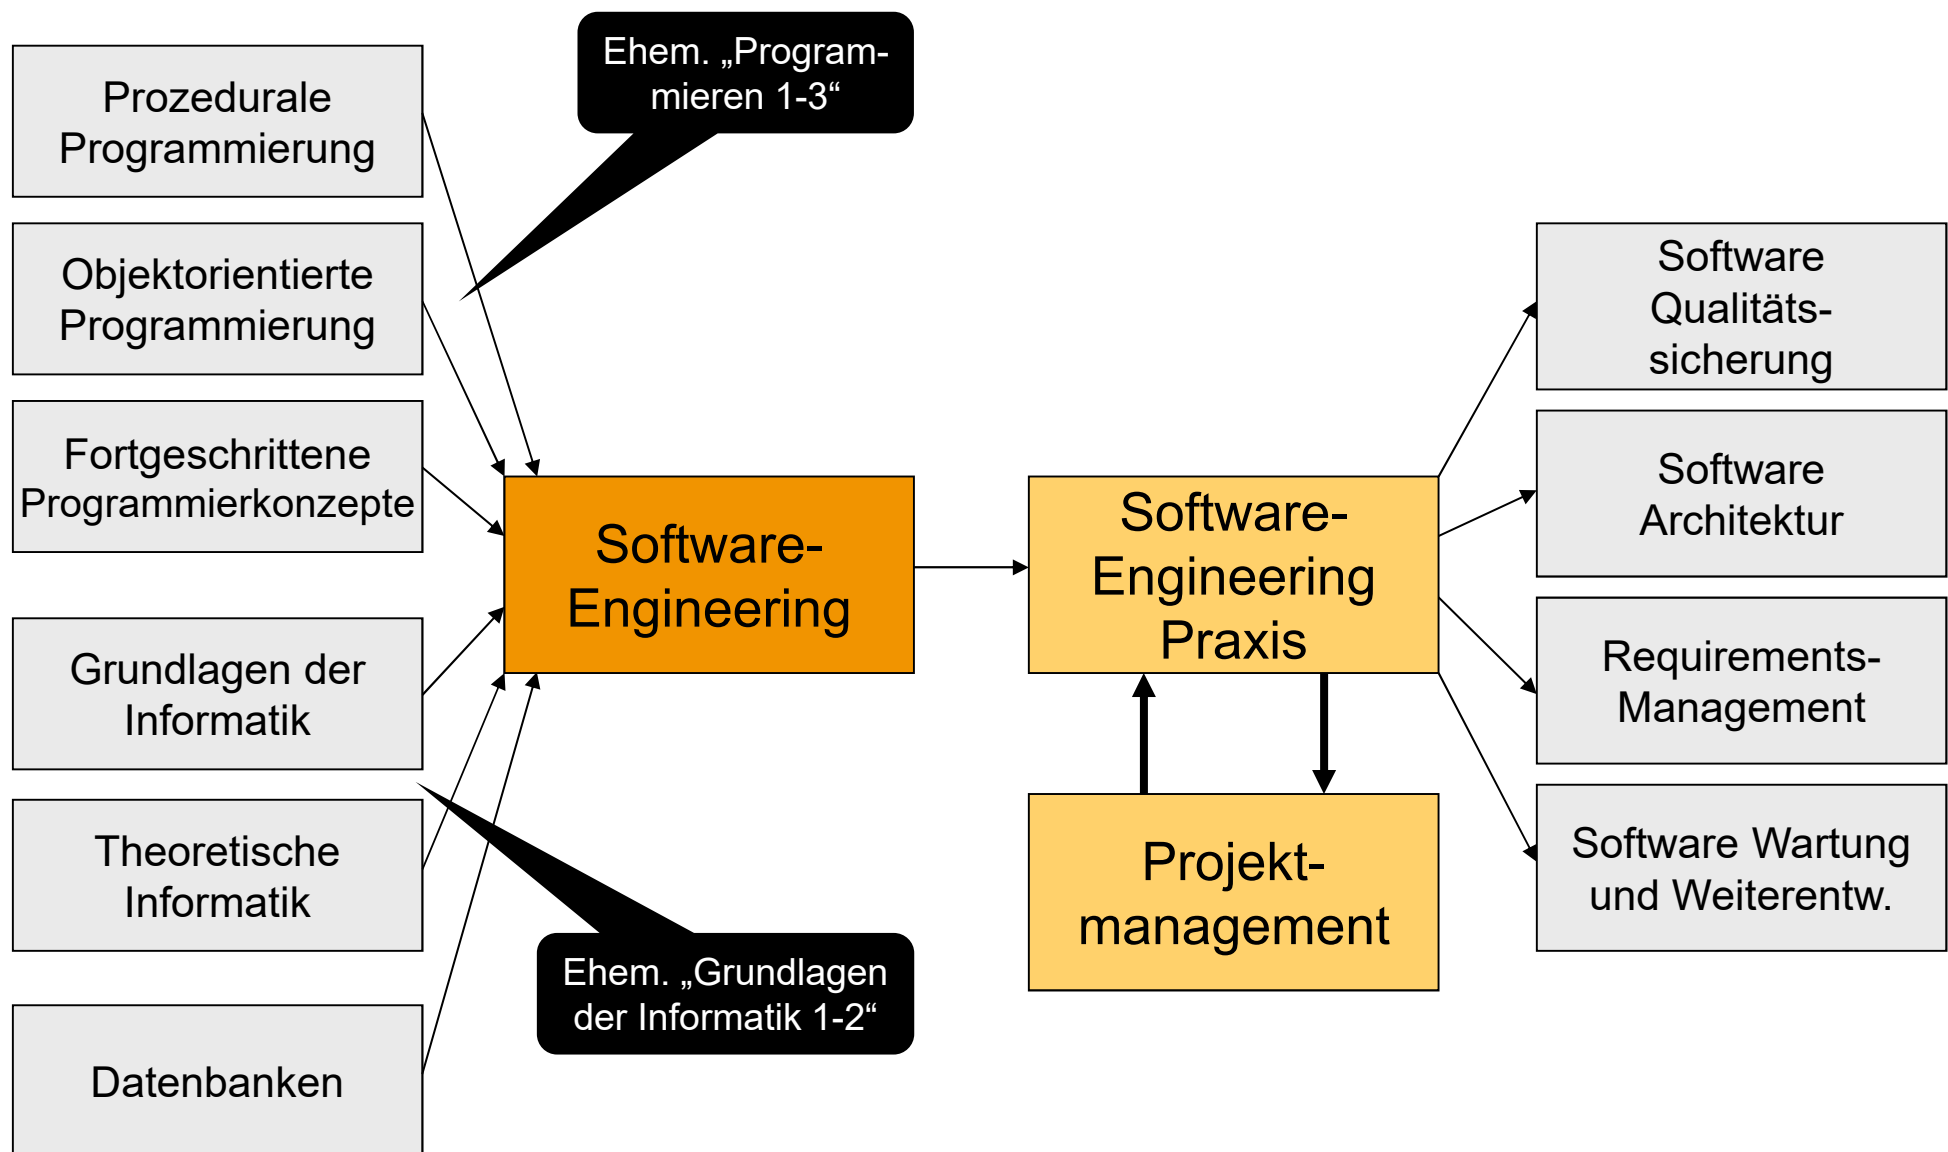 Ehem. „Program-
mieren 1-3“
Prozedurale
Programmierung
Objektorientierte
Programmierung
Fortgeschrittene
Programmierkonzepte
Grundlagen der
Informatik
Theoretische
Informatik
Datenbanken
Ehem. „Grundlagen
der Informatik 1-2“
Software-
Engineering
Software-
Engineering
Praxis
Projekt-
management
Software
Qualitäts-
sicherung
Software
Architektur
Requirements-
Management
Software Wartung
und Weiterentw.